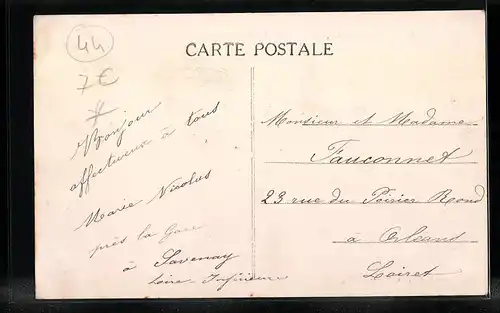 44
7€
CARTE POSTALE
Bonjour
affectueux à tous
Marie Nicolas
près la Gare
à Savenay
Loire Inférieure
Monsieur et Madame
Fauconnet
23 rue du Poirier Rond
à Orléans
Loiret